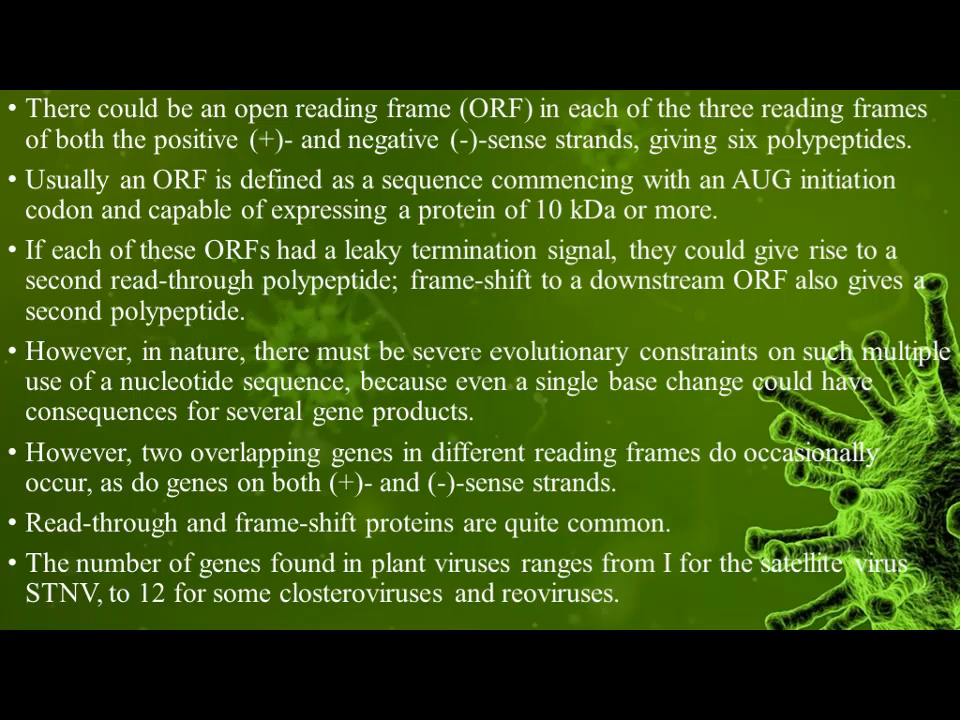 • There could be an open reading frame (ORF) in each of the three reading frames
of both the positive (+)- and negative (-)-sense strands, giving six polypeptides.
• Usually an ORF is defined as a sequence commencing with an AUG initiation
codon and capable of expressing a protein of 10 kDa or more.
• If each of these ORFs had a leaky termination signal, they could give rise to a
second read-through polypeptide; frame-shift to a downstream ORF also gives a
second polypeptide.
• However, in nature, there must be severe evolutionary constraints on such multiple
use of a nucleotide sequence, because even a single base change could have
consequences for several gene products.
• However, two overlapping genes in different reading frames do occasionally
occur, as do genes on both (+)- and (-)-sense strands.
• Read-through and frame-shift proteins are quite common.
• The number of genes found in plant viruses ranges from I for the satellite virus
STNV, to 12 for some closteroviruses and reoviruses.